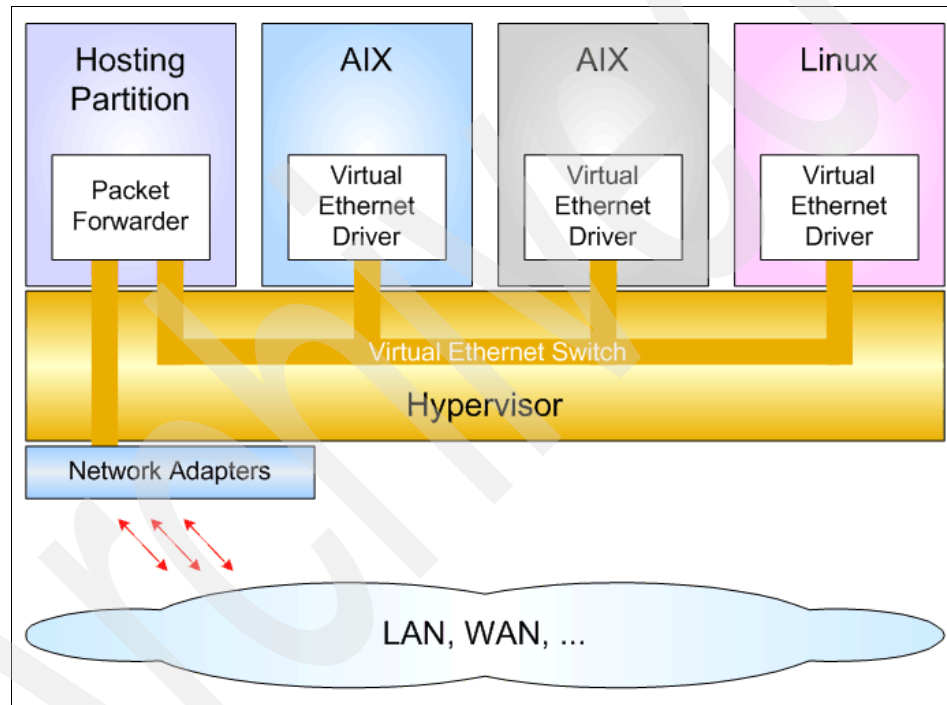 Hosting
Partition
AIX
AIX
Linux
Packet
Forwarder
Virtual
Ethernet
Driver
Virtual
Ethernet
Driver
Virtual
Ethernet
Driver
Virtual Ethernet Switch
Hypervisor
Network Adapters
LAN, WAN, ...